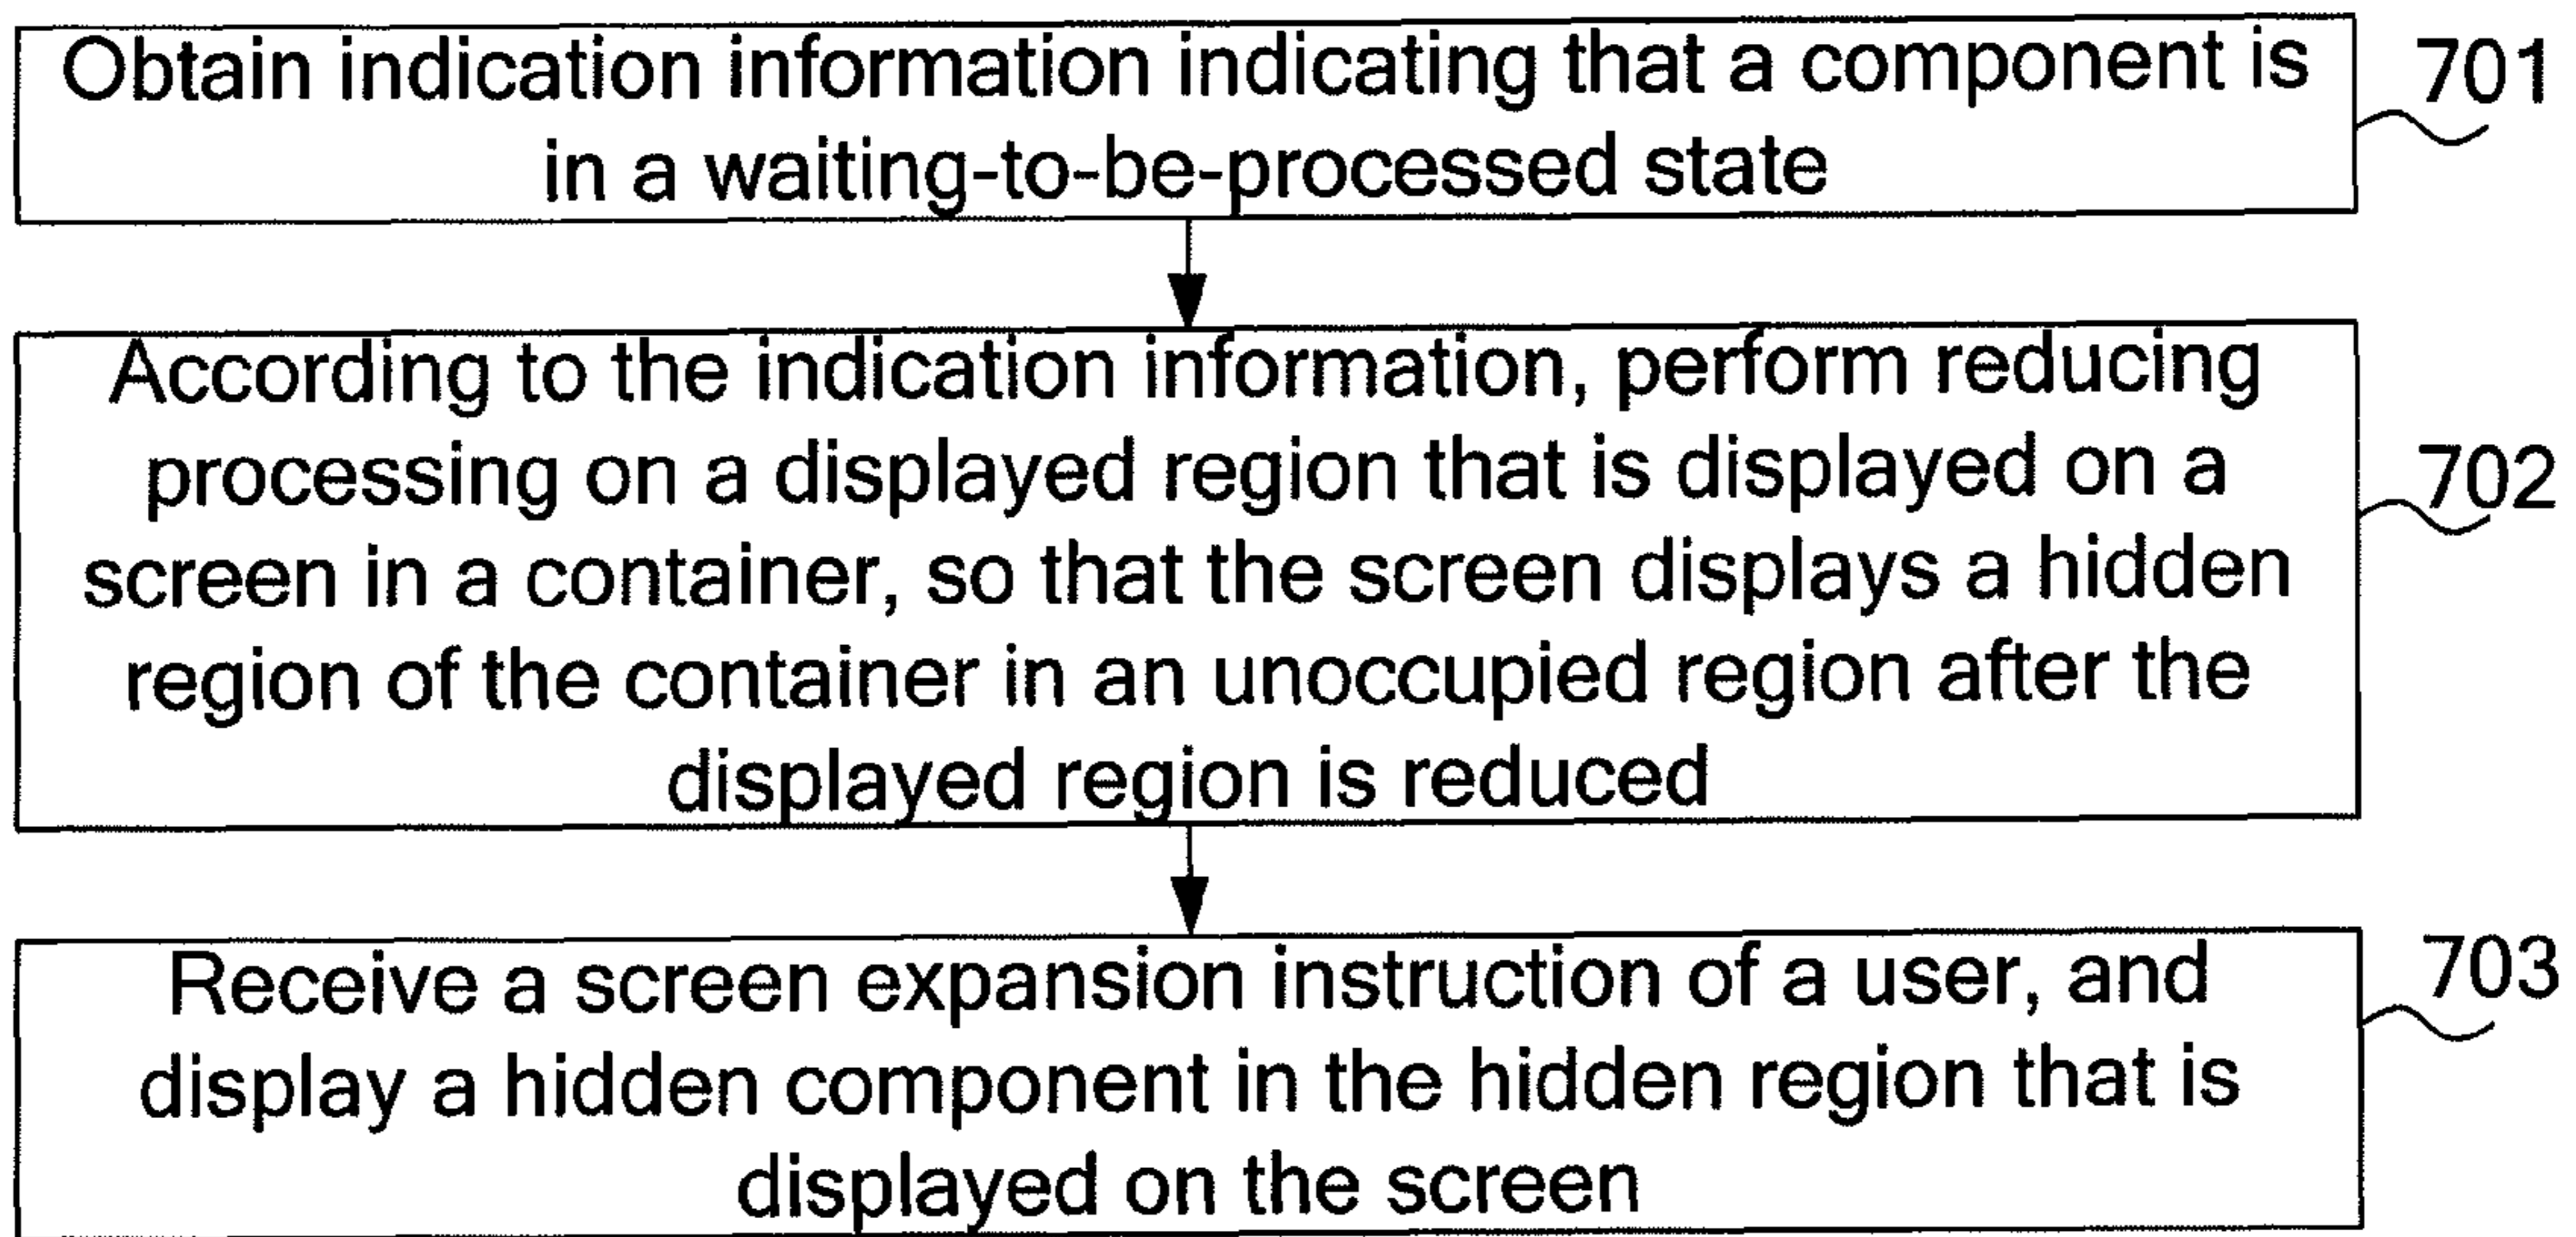 Obtain indication information indicating that a component is
in a waiting-to-be-processed state
701
According to the indication information, perform reducing
processing on a displayed region that is displayed on a
screen in a container, so that the screen displays a hidden
region of the container in an unoccupied region after the
displayed region is reduced
702
Receive a screen expansion instruction of a user, and
display a hidden component in the hidden region that is
displayed on the screen
703